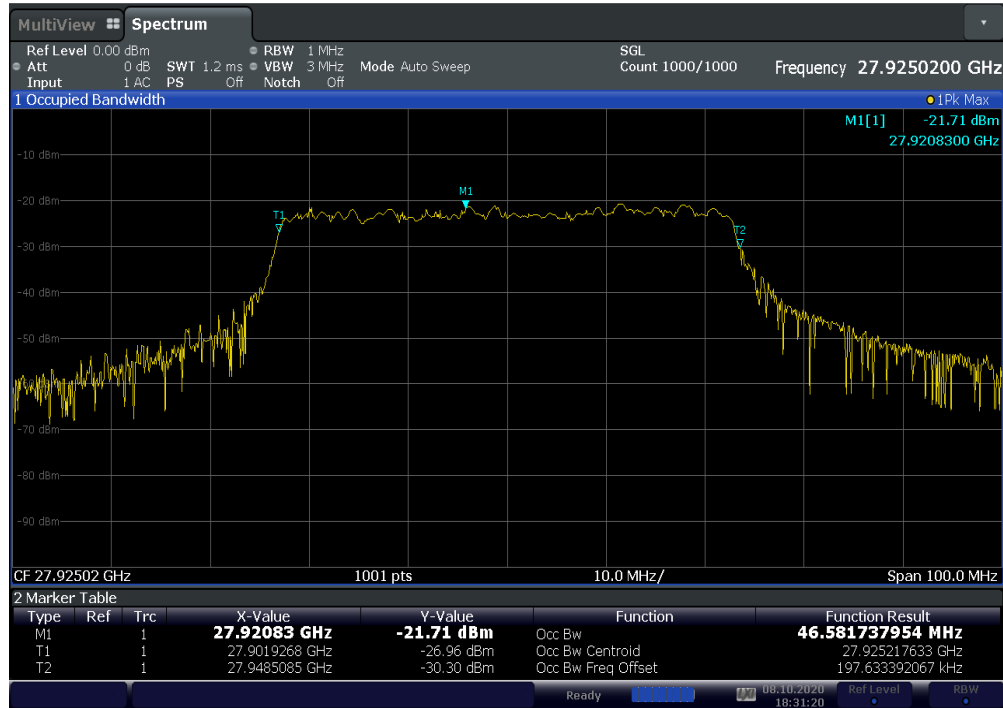 MultiView Spectrum
Ref Level 0.00 dBm RBW 1 MHz SGL
Att 0 dB SWT 1.2 ms VBW 3 MHz Mode Auto Sweep Count 1000/1000 Frequency 27.9250200 GHz
Input 1 AC PS Off Notch Off
1 Occupied Bandwidth 1Pk Max
M1[1] -21.71 dBm
27.9208300 GHz
-10 dBm
M1
-20 dBm
T1
T2
-30 dBm
-40 dBm
-50 dBm
-70 dBm
-80 dBm
-90 dBm
CF 27.92502 GHz 1001 pts 10.0 MHz/ Span 100.0 MHz
2 Marker Table
Type Ref Trc X-Value Y-Value Function Function Result
M1 1 27.92083 GHz -21.71 dBm Occ Bw 46.581737954 MHz
T1 1 27.9019268 GHz -26.96 dBm Occ Bw Centroid 27.925217633 GHz
T2 1 27.9485085 GHz -30.30 dBm Occ Bw Freq Offset 197.633392067 kHz
Ready 08.10.2020 Ref Level RBW
18:31:20